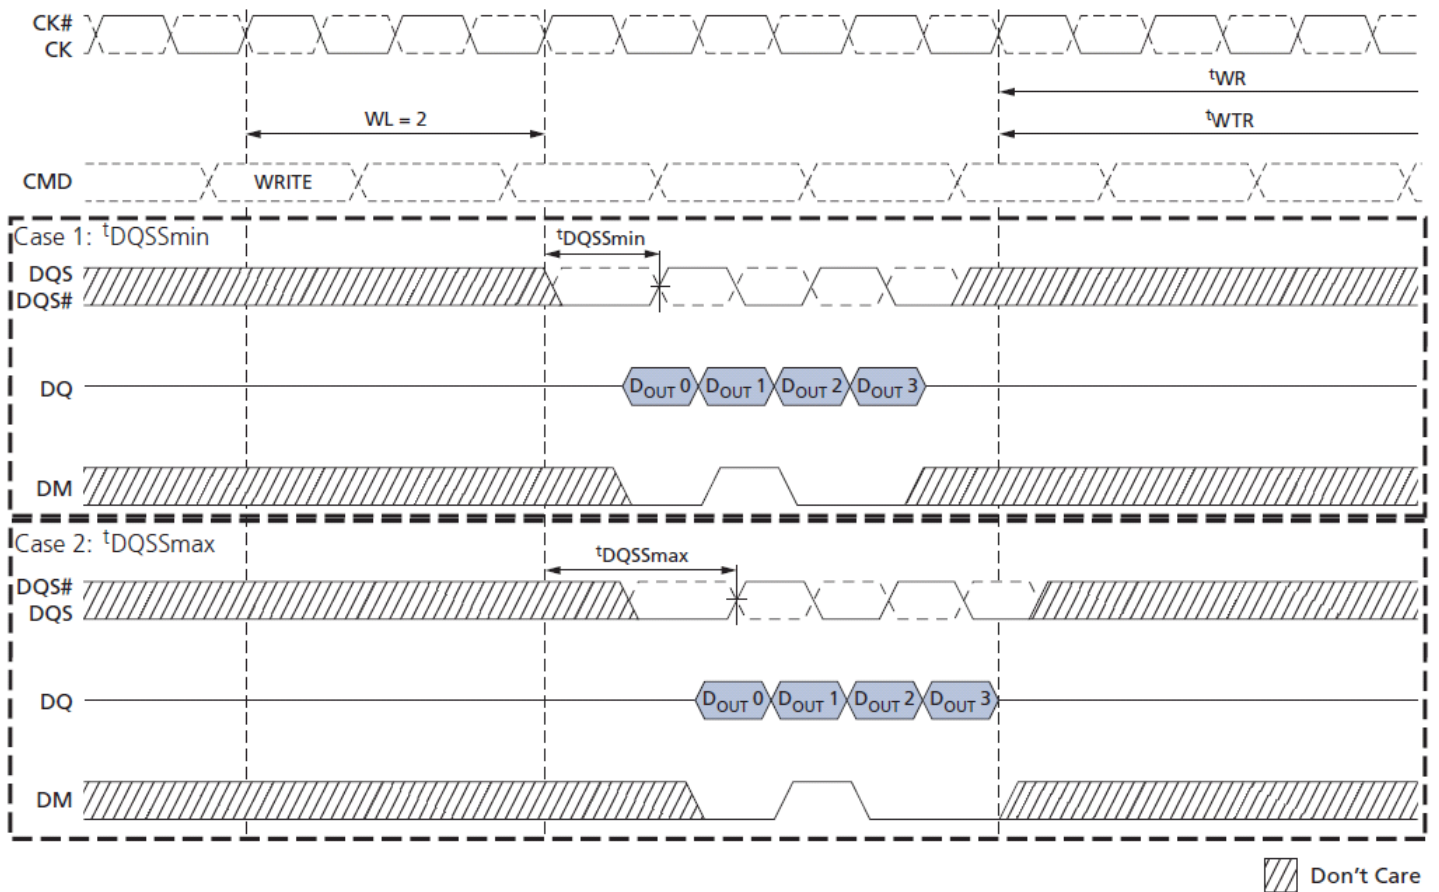 CK#
CK
tWR
WL = 2
tWTR
CMD
WRITE
Case 1: tDQSSmin
tDQSSmin
DQS
DQS#
DQ
DOUT 0 DOUT 1 DOUT 2 DOUT 3
DM
Case 2: tDQSSmax
tDQSSmax
DQS#
DQS
DQ
DOUT 0 DOUT 1 DOUT 2 DOUT 3
DM
Don't Care